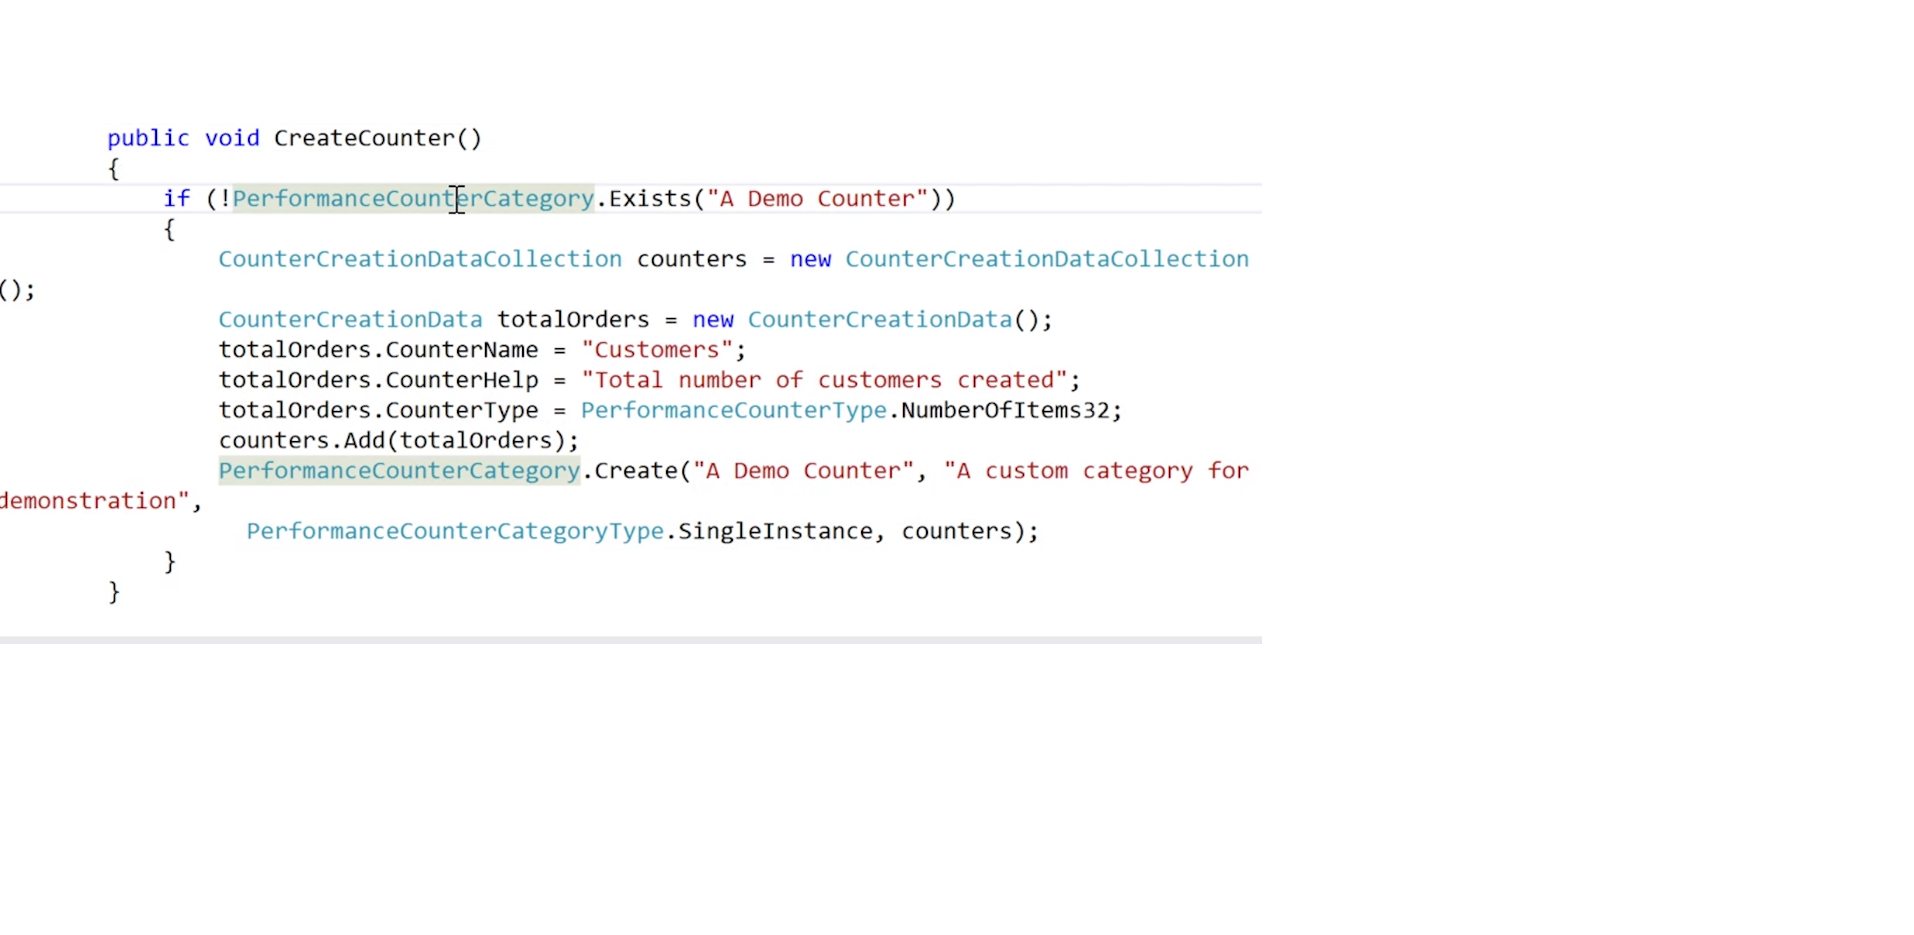 public void CreateCounter()
{
if (!PerformanceCounterCategory.Exists("A Demo Counter"))
{
CounterCreationDataCollection counters = new CounterCreationDataCollection
();
CounterCreationData totalOrders = new CounterCreationData();
totalOrders.CounterName = "Customers";
totalOrders.CounterHelp = "Total number of customers created";
totalOrders.CounterType = PerformanceCounterType.NumberOfItems32;
counters.Add(totalOrders);
PerformanceCounterCategory.Create("A Demo Counter", "A custom category for
demonstration",
PerformanceCounterCategoryType.SingleInstance, counters);
}
}